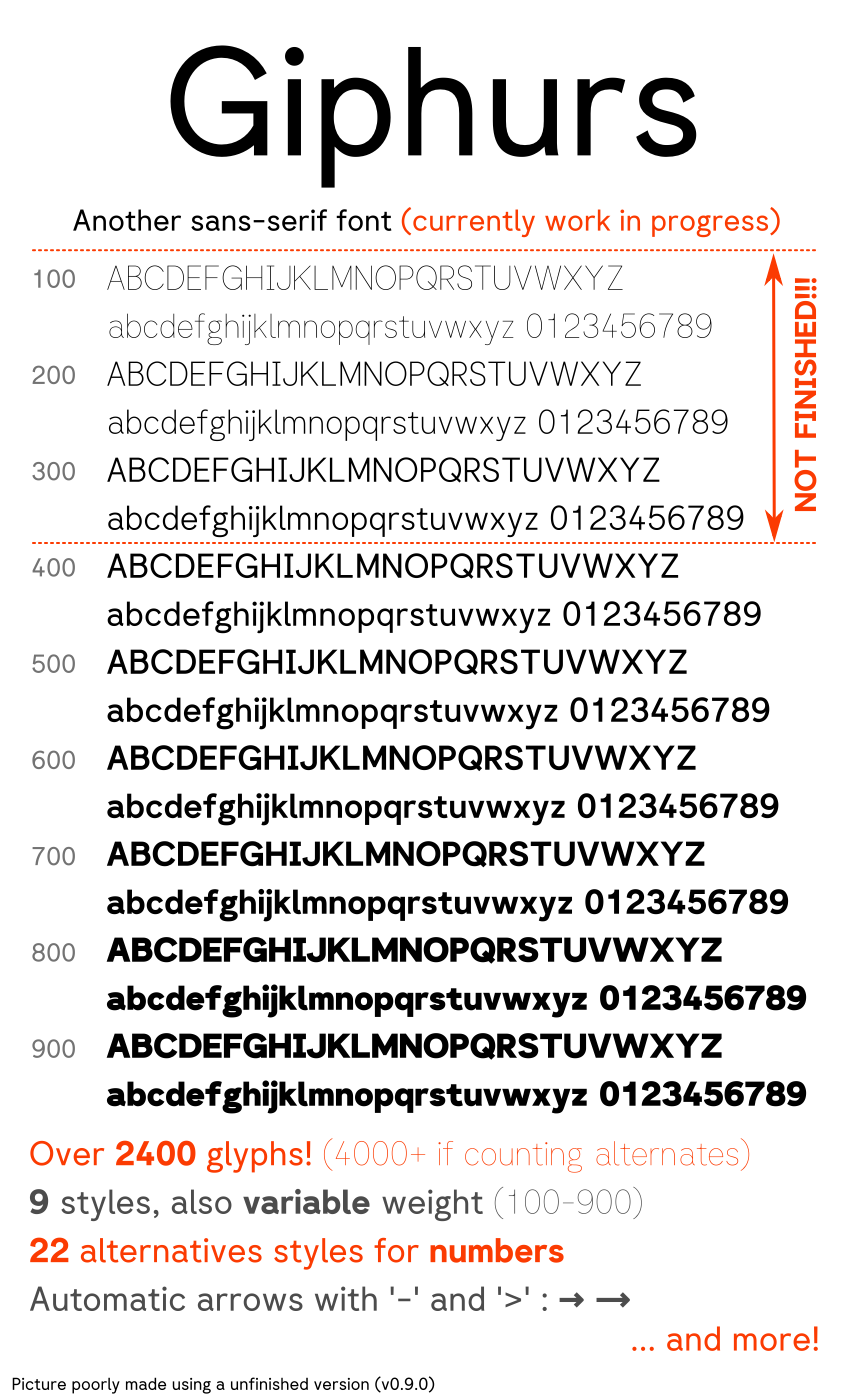 Giphurs
Another sans-serif font (currently work in progress)
100 ABCDEFGHIJKLMNOPQRSTUVWXYZ
abcdefghijklmnopqrstuvwxyz 0123456789
200 ABCDEFGHIJKLMNOPQRSTUVWXYZ
abcdefghijklmnopqrstuvwxyz 0123456789
300 ABCDEFGHIJKLMNOPQRSTUVWXYZ
abcdefghijklmnopqrstuvwxyz 0123456789
NOT FINISHED!!!
400 ABCDEFGHIJKLMNOPQRSTUVWXYZ
abcdefghijklmnopqrstuvwxyz 0123456789
500 ABCDEFGHIJKLMNOPQRSTUVWXYZ
abcdefghijklmnopqrstuvwxyz 0123456789
600 ABCDEFGHIJKLMNOPQRSTUVWXYZ
abcdefghijklmnopqrstuvwxyz 0123456789
700 ABCDEFGHIJKLMNOPQRSTUVWXYZ
abcdefghijklmnopqrstuvwxyz 0123456789
800 ABCDEFGHIJKLMNOPQRSTUVWXYZ
abcdefghijklmnopqrstuvwxyz 0123456789
900 ABCDEFGHIJKLMNOPQRSTUVWXYZ
abcdefghijklmnopqrstuvwxyz 0123456789
Over 2400 glyphs! (4000+ if counting alternates)
9 styles, also variable weight (100-900)
22 alternatives styles for numbers
Automatic arrows with '-' and '>' : → ⟶
... and more!
Picture poorly made using a unfinished version (v0.9.0)